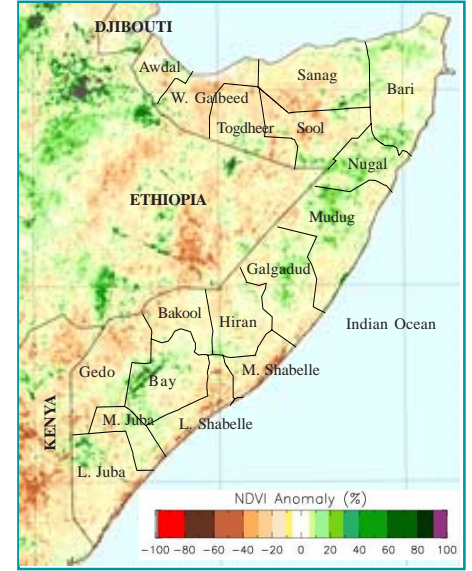 DJIBOUTI
Awdal
Sanag
Bari
W. Galbeed
Togdheer
Sool
Nugal
ETHIOPIA
Mudug
Galgadud
Bakool
Hiran
Indian Ocean
Gedo
Bay
M. Shabelle
KENYA
M. Juba
L. Shabelle
L. Juba
NDVI Anomaly (%)
-100 -80 -60 -40 -20 0 20 40 60 80 100